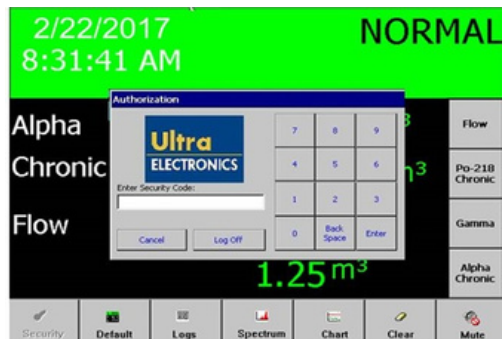 2/22/2017
8:31:41 AM
NORMAL
Authorization
Ultra
ELECTRONICS
Enter Security Code:
7 8 9
4 5 6
1 2 3
0 Back Space Enter
Cancel Log Off
Alpha
Chronic
m³
Flow
1.25 m³
Flow
Po-218
Chronic
Gamma
Alpha
Chronic
Security Default Logs Spectrum Chart Clear Mute